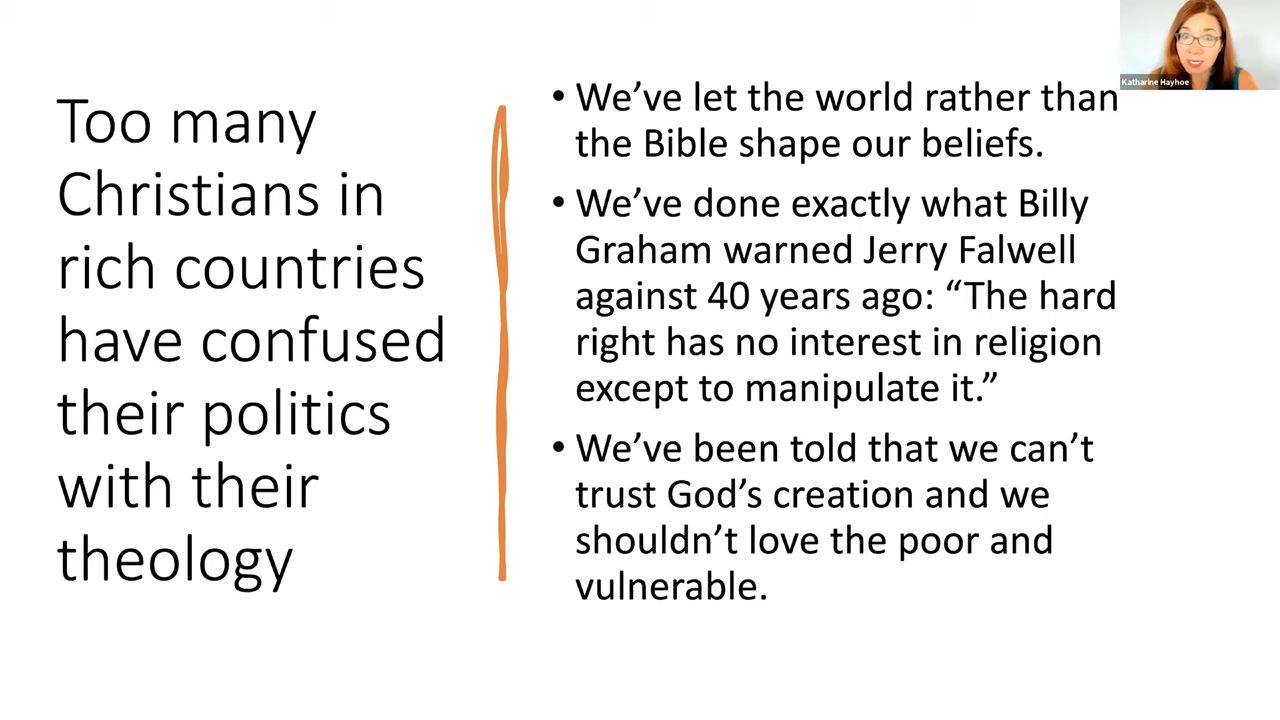 Too many
Christians in
rich countries
have confused
their politics
with their
theology
• We’ve let the world rather than
the Bible shape our beliefs.
• We’ve done exactly what Billy
Graham warned Jerry Falwell
against 40 years ago: “The hard
right has no interest in religion
except to manipulate it.”
• We’ve been told that we can’t
trust God’s creation and we
shouldn’t love the poor and
vulnerable.
Katharine Hayhoe